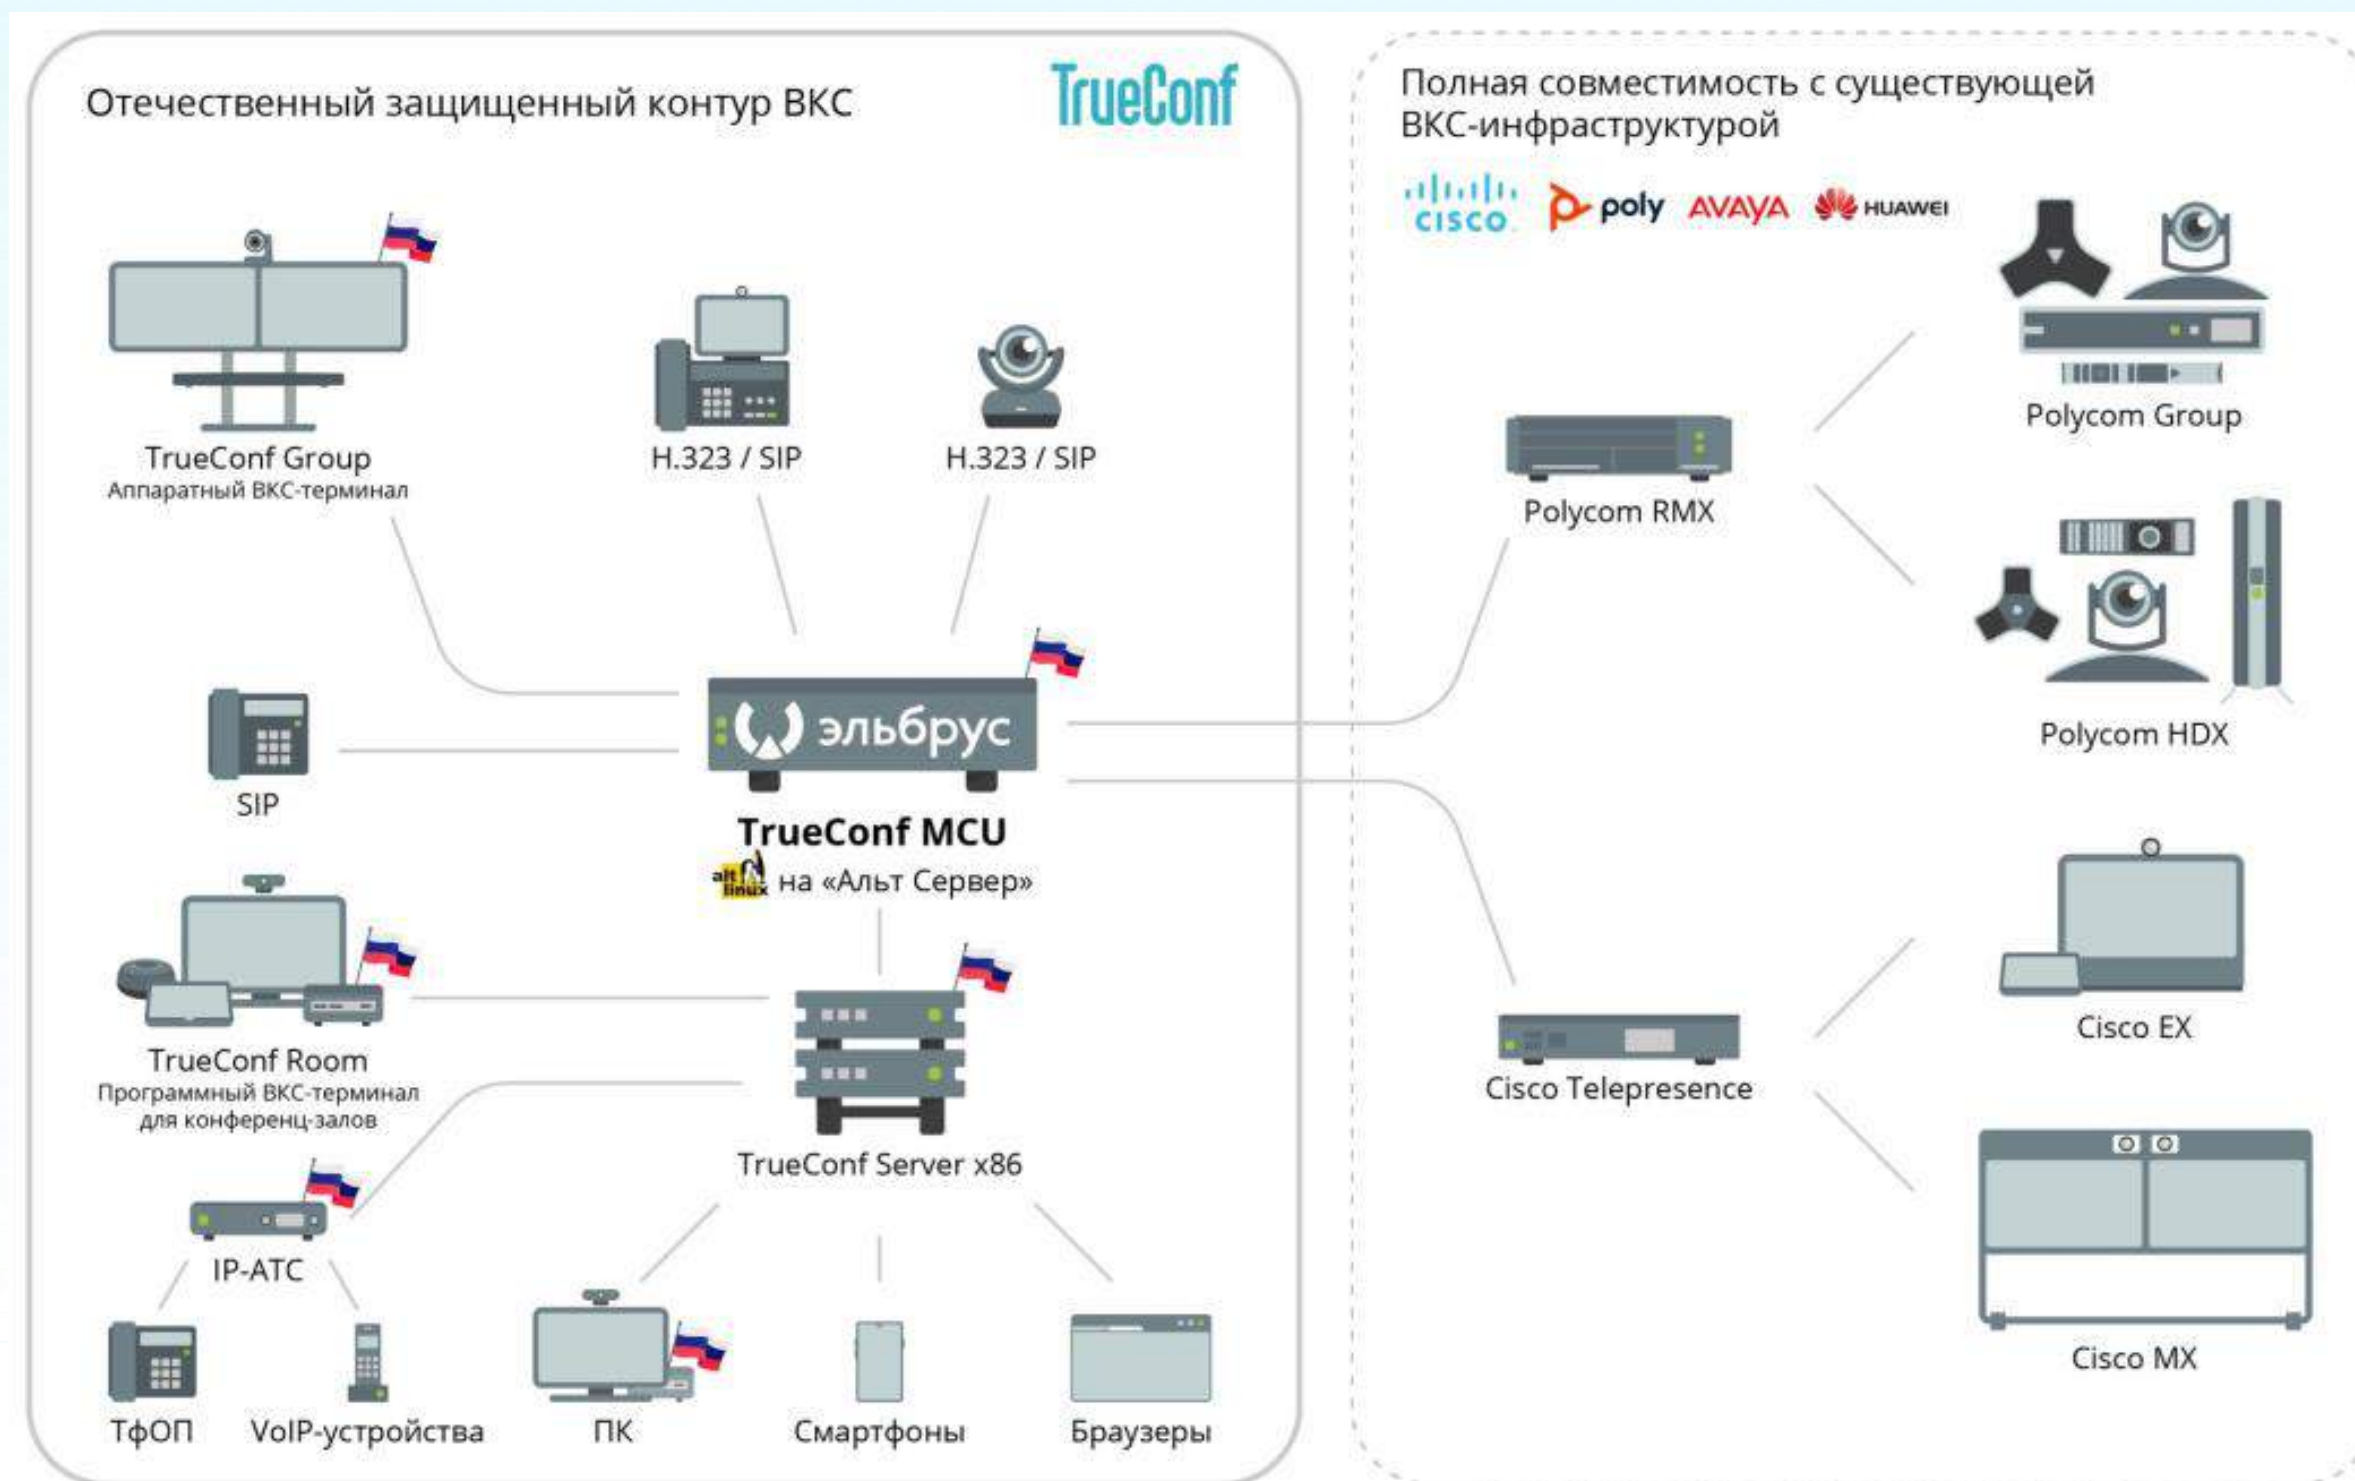 Отечественный защищенный контур ВКС
TrueConf
TrueConf Group
Аппаратный ВКС-терминал
H.323 / SIP
H.323 / SIP
SIP
эльбрус
TrueConf MCU
alt linux
на «Альт Сервер»
TrueConf Room
Программный ВКС-терминал
для конференц-залов
TrueConf Server x86
IP-АТС
ТфОП
VoIP-устройства
ПК
Смартфоны
Браузеры
Полная совместимость с существующей
ВКС-инфраструктурой
CISCO poly AVAYA HUAWEI
Polycom Group
Polycom RMX
Polycom HDX
Cisco EX
Cisco Telepresence
Cisco MX